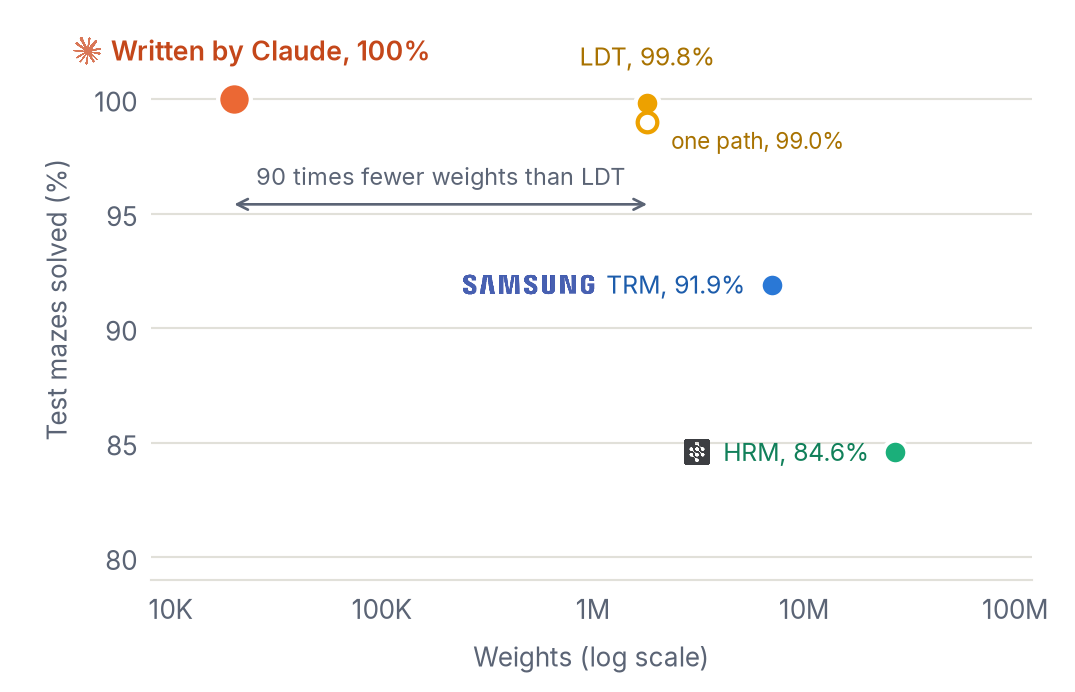 Written by Claude, 100%
LDT, 99.8%
100
one path, 99.0%
90 times fewer weights than LDT
95
SAMSUNG TRM, 91.9%
90
85
HRM, 84.6%
80
Test mazes solved (%)
10K 100K 1M 10M 100M
Weights (log scale)